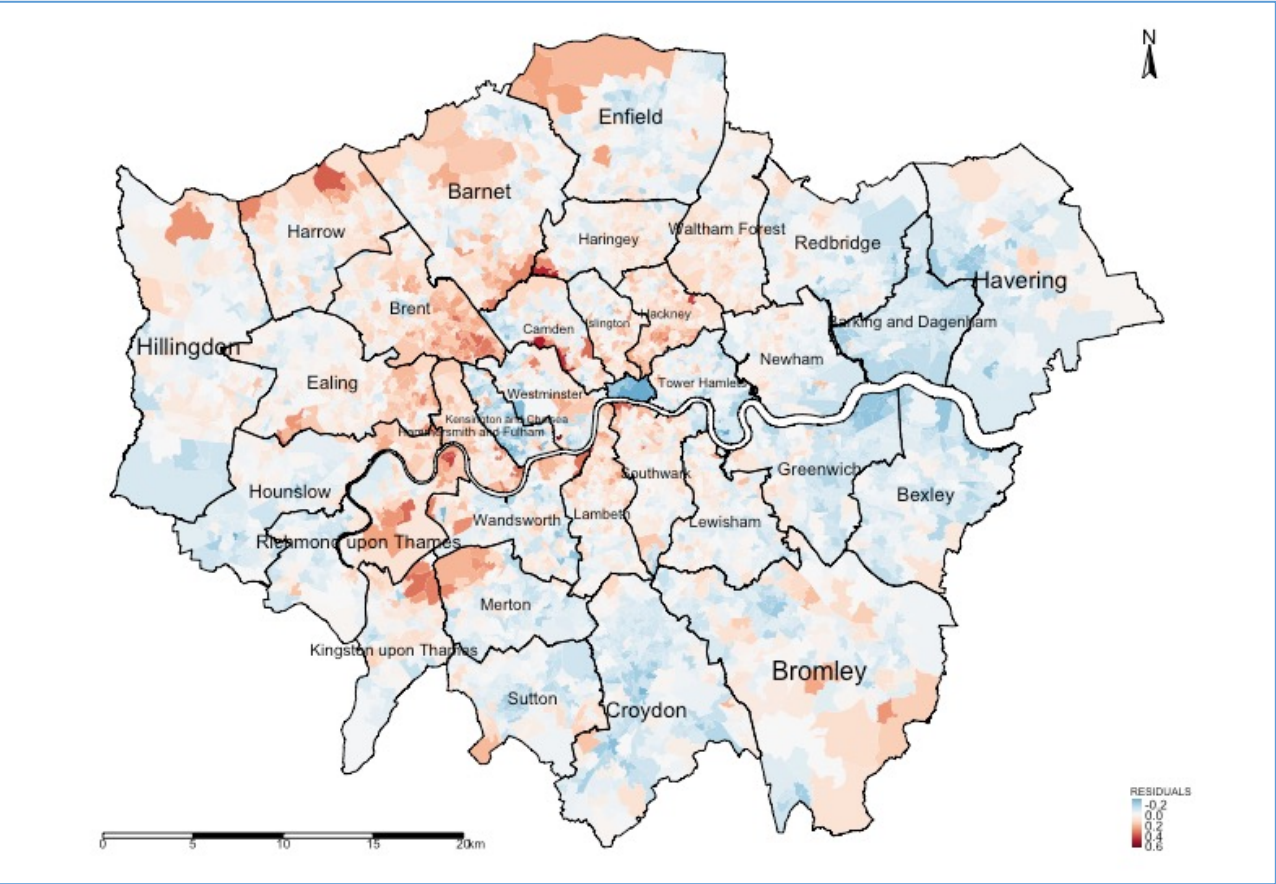 N
Enfield
Barnet
Harrow
Haringey
Waltham Forest
Redbridge
Havering
Brent
Camden
Islington
Hackney
Barking and Dagenham
Hillingdon
Ealing
Newham
Westminster
Tower Hamlets
Kensington and Chelsea
Hammersmith and Fulham
Hounslow
Southwark
Greenwich
Bexley
Richmond upon Thames
Wandsworth
Lambeth
Lewisham
Merton
Kingston upon Thames
Bromley
Sutton
Croydon
RESIDUALS
-0.2
0.0
0.2
0.4
0.6
0 5 10 15 20km